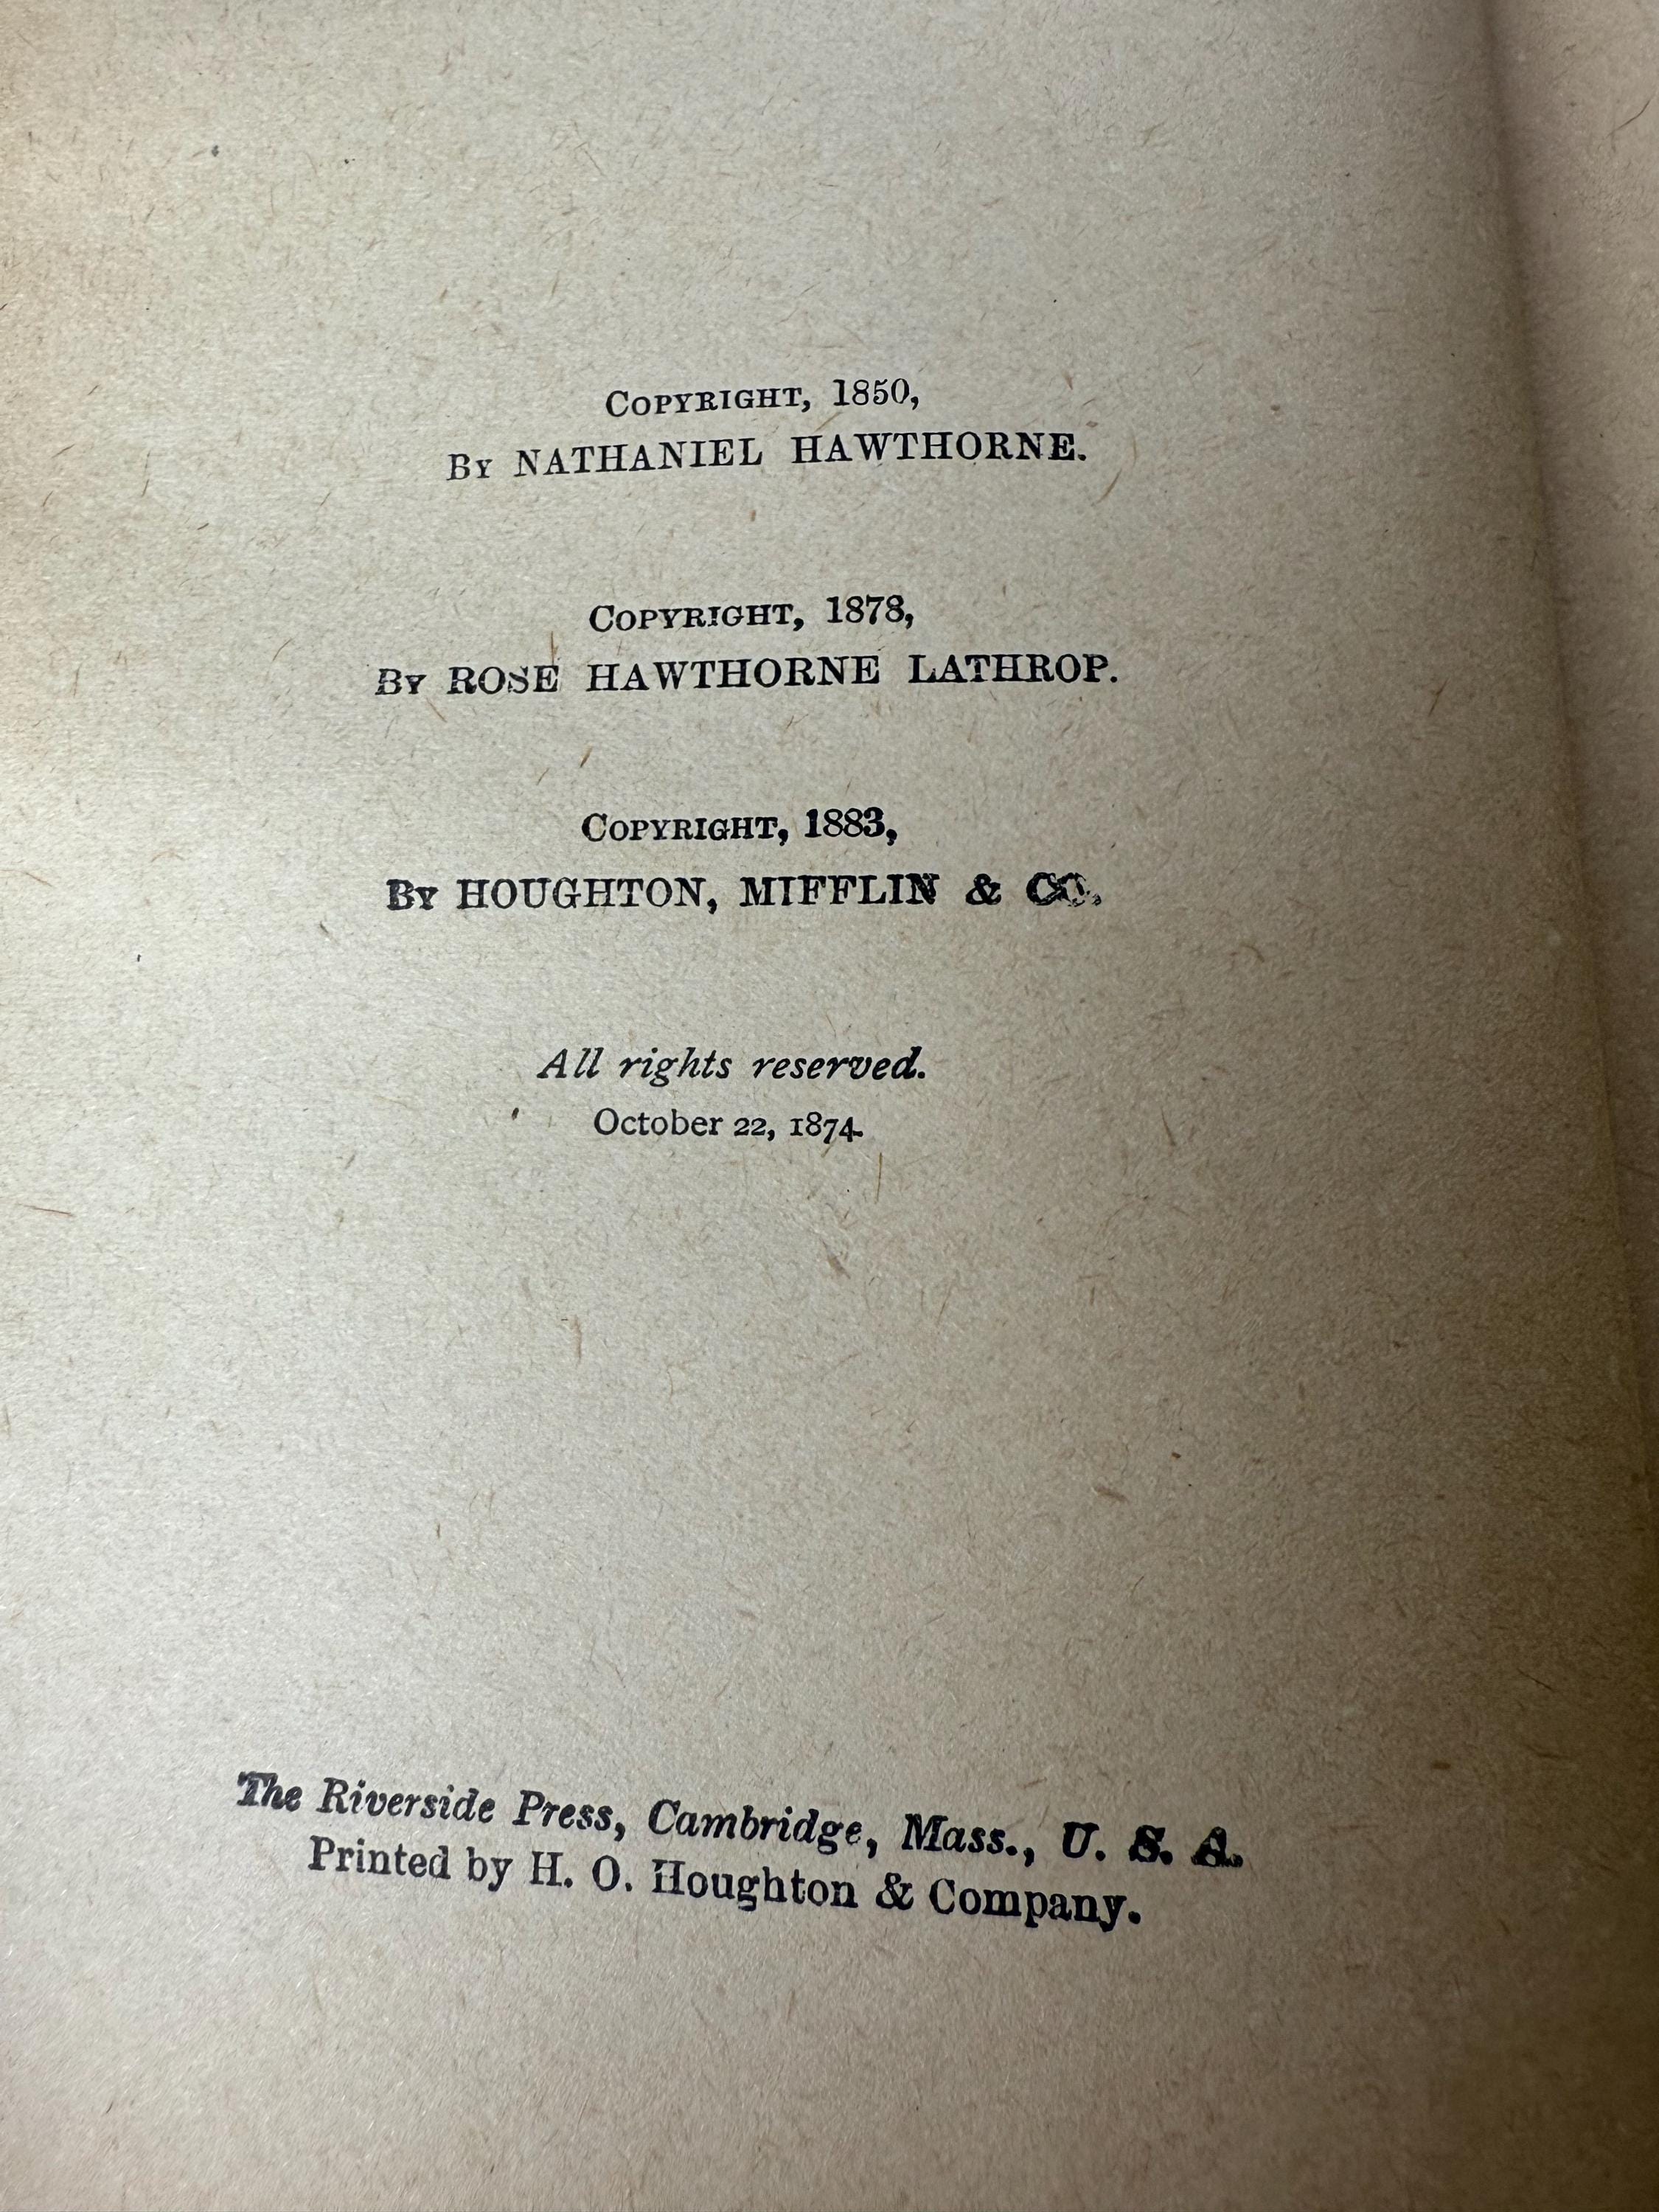 COPYRIGHT, 1850,
BY NATHANIEL HAWTHORNE.
COPYRIGHT, 1878,
BY ROSE HAWTHORNE LATHROP.
COPYRIGHT, 1883,
BY HOUGHTON, MIFFLIN & CO.
All rights reserved.
October 22, 1874.
The Riverside Press, Cambridge, Mass., U. S. A.
Printed by H. O. Houghton & Company.